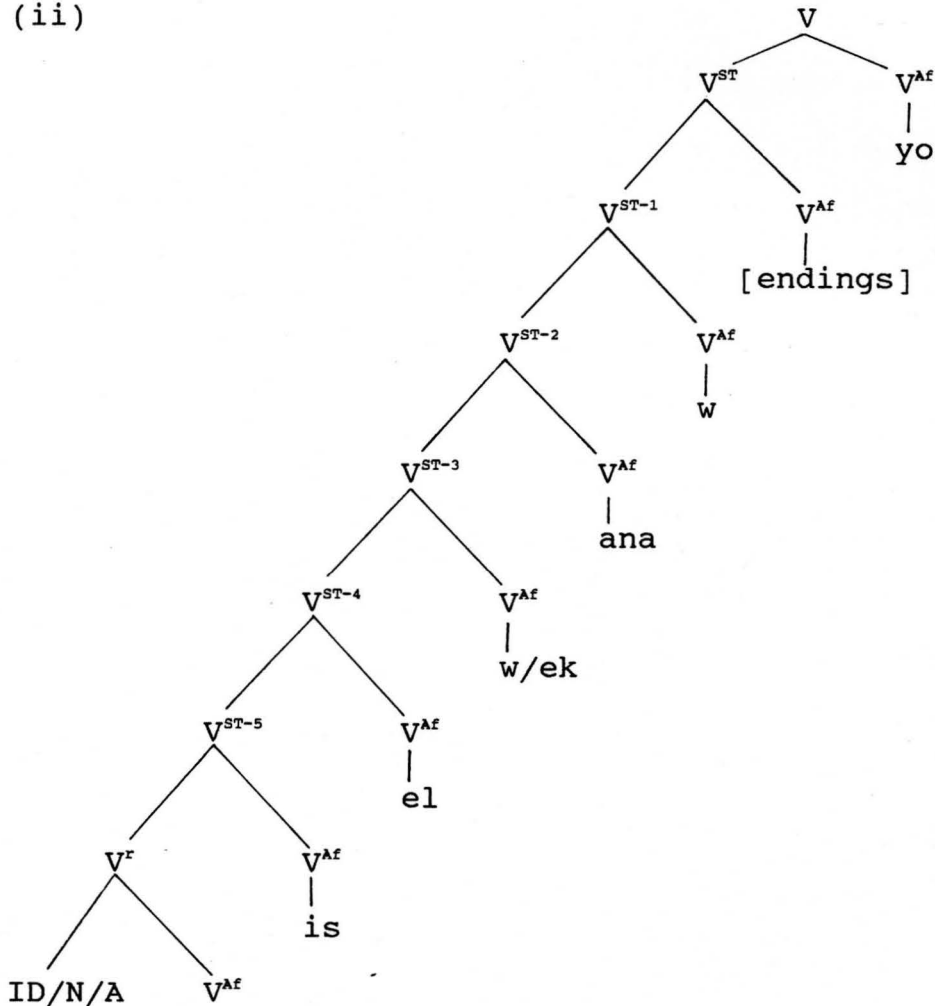 (ii)
V
V^ST V^Af
yo
V^ST-1 V^Af
[endings]
V^ST-2 V^Af
w
V^ST-3 V^Af
ana
V^ST-4 V^Af
w/ek
V^ST-5 V^Af
el
V^r V^Af
is
ID/N/A V^Af